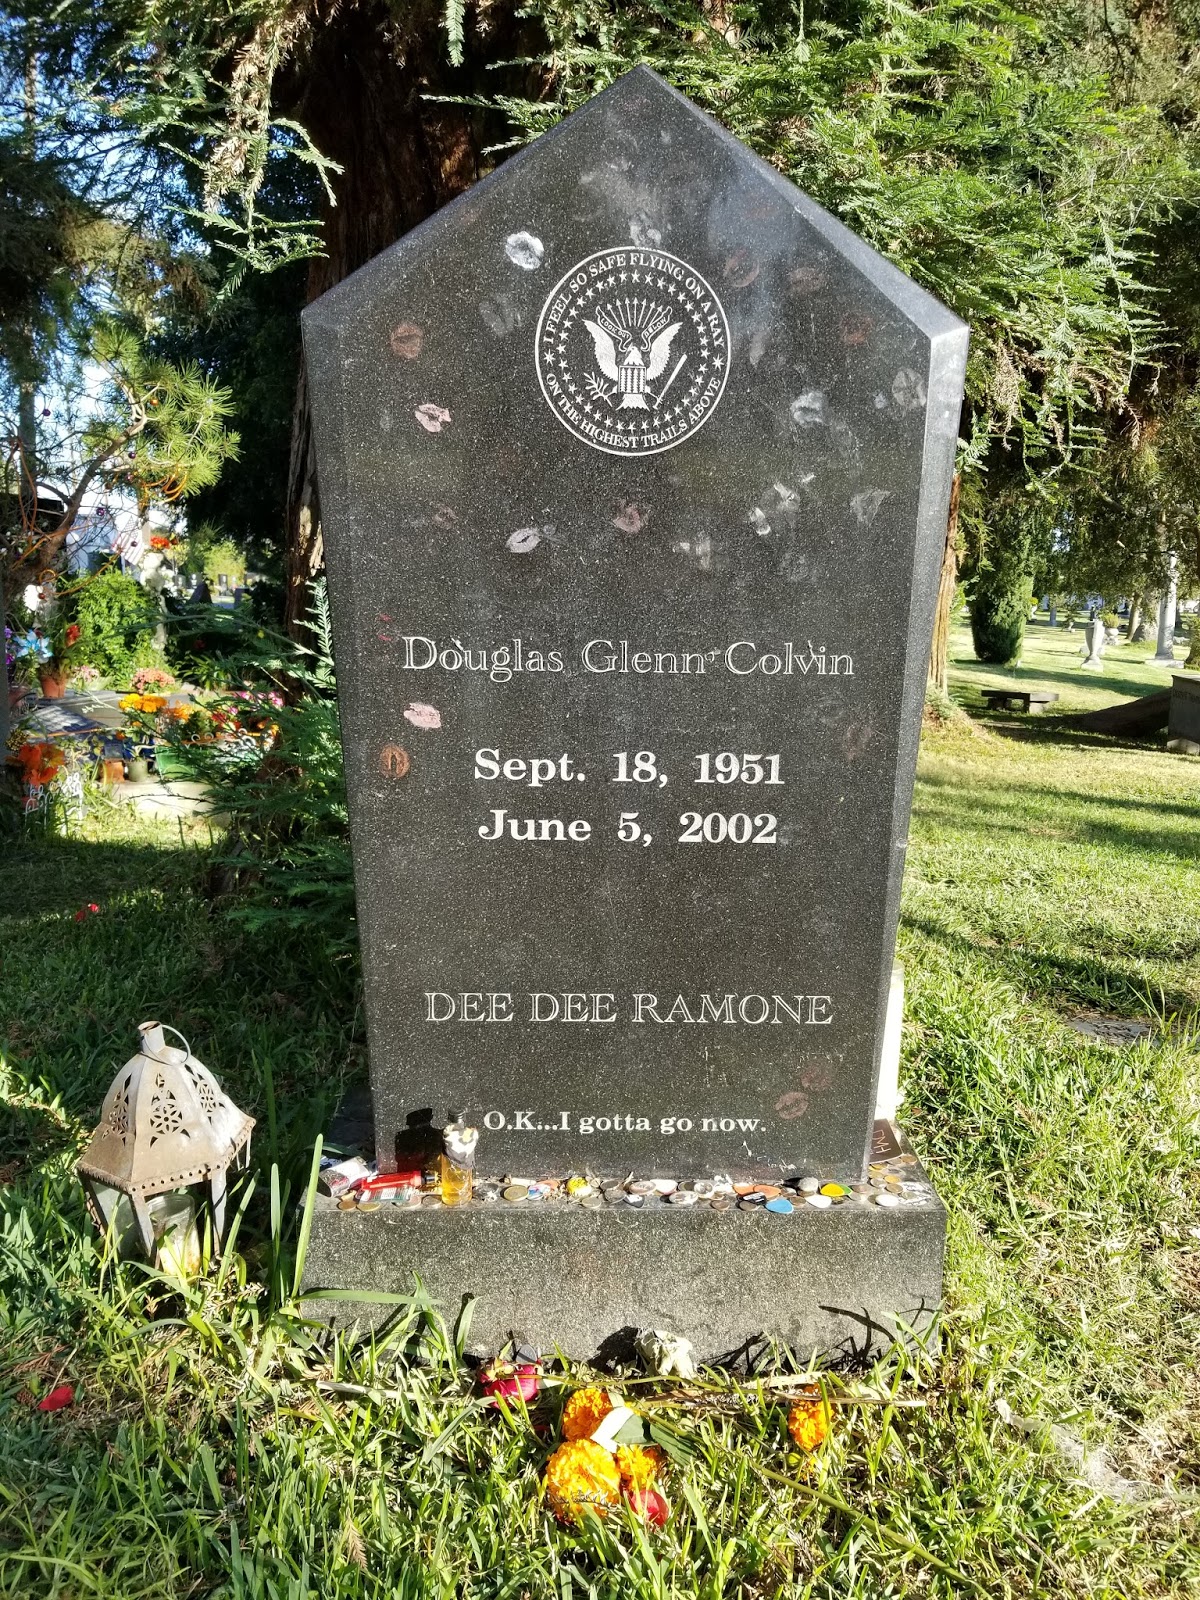 I FEEL SO SAFE FLYING ON A RAY
ON THE HIGHEST TRAILS ABOVE
Douglas Glenn Colvin
Sept. 18, 1951
June 5, 2002
DEE DEE RAMONE
O.K...I gotta go now.